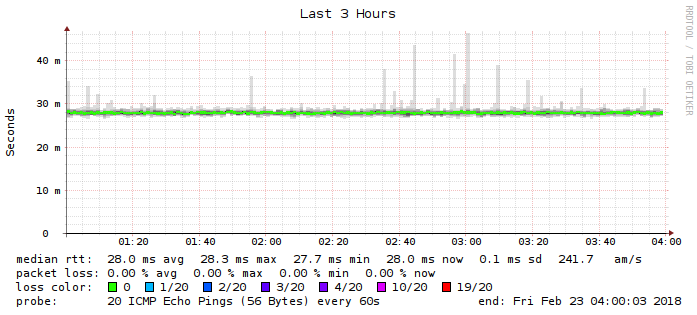 Last 3 Hours
RRDTOOL / TOBI OETIKER
Seconds
40 m
30 m
20 m
10 m
0
01:20 01:40 02:00 02:20 02:40 03:00 03:20 03:40 04:00
median rtt: 28.0 ms avg 28.3 ms max 27.7 ms min 28.0 ms now 0.1 ms sd 241.7 am/s
packet loss: 0.00 % avg 0.00 % max 0.00 % min 0.00 % now
loss color: 0 1/20 2/20 3/20 4/20 10/20 19/20
probe: 20 ICMP Echo Pings (56 Bytes) every 60s end: Fri Feb 23 04:00:03 2018